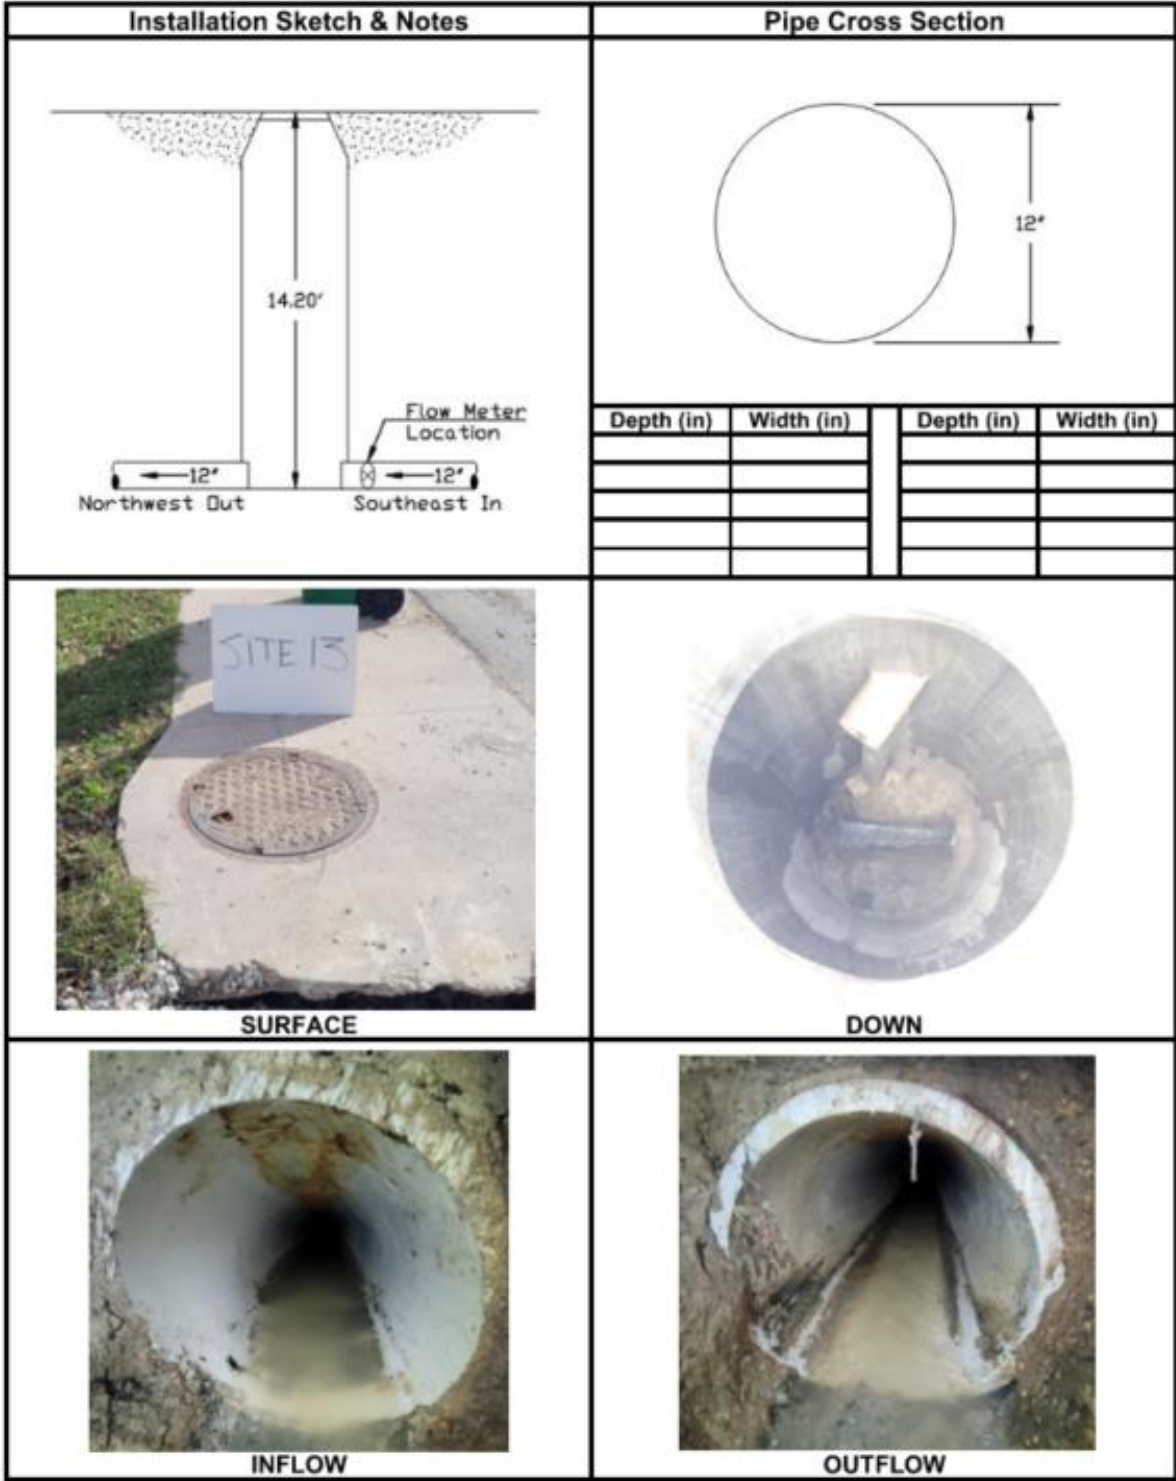 Installation Sketch & Notes
Pipe Cross Section
14.20'
Flow Meter
Location
12"
12"
Northwest Out
Southeast In
12"
Depth (in) Width (in) Depth (in) Width (in)
SITE 13
SURFACE
DOWN
INFLOW
OUTFLOW